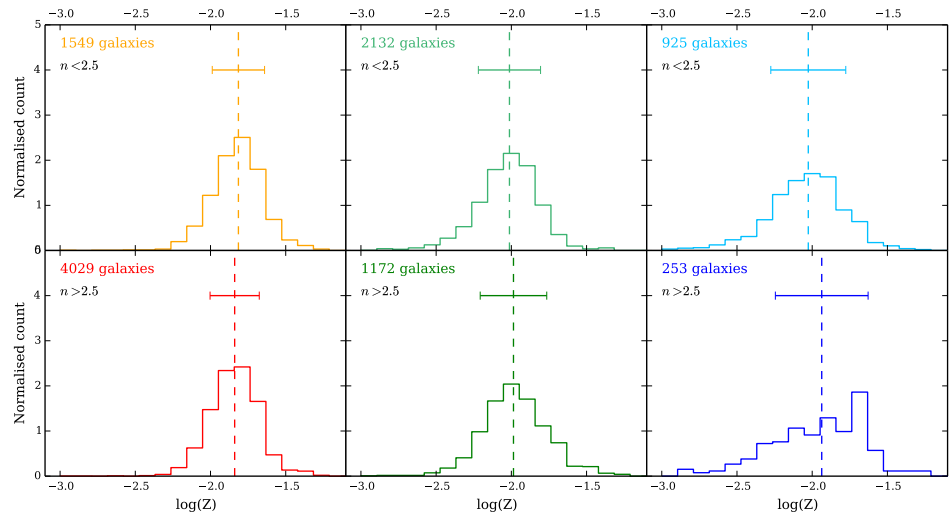 −3.0 −2.5 −2.0 −1.5 −3.0 −2.5 −2.0 −1.5 −3.0 −2.5 −2.0 −1.5
5
4
3
2
1
0
Normalised count
1549 galaxies
n < 2.5
2132 galaxies
n < 2.5
925 galaxies
n < 2.5
4
3
2
1
0
Normalised count
4029 galaxies
n > 2.5
1172 galaxies
n > 2.5
253 galaxies
n > 2.5
−3.0 −2.5 −2.0 −1.5 −3.0 −2.5 −2.0 −1.5 −3.0 −2.5 −2.0 −1.5
log(Z) log(Z) log(Z)